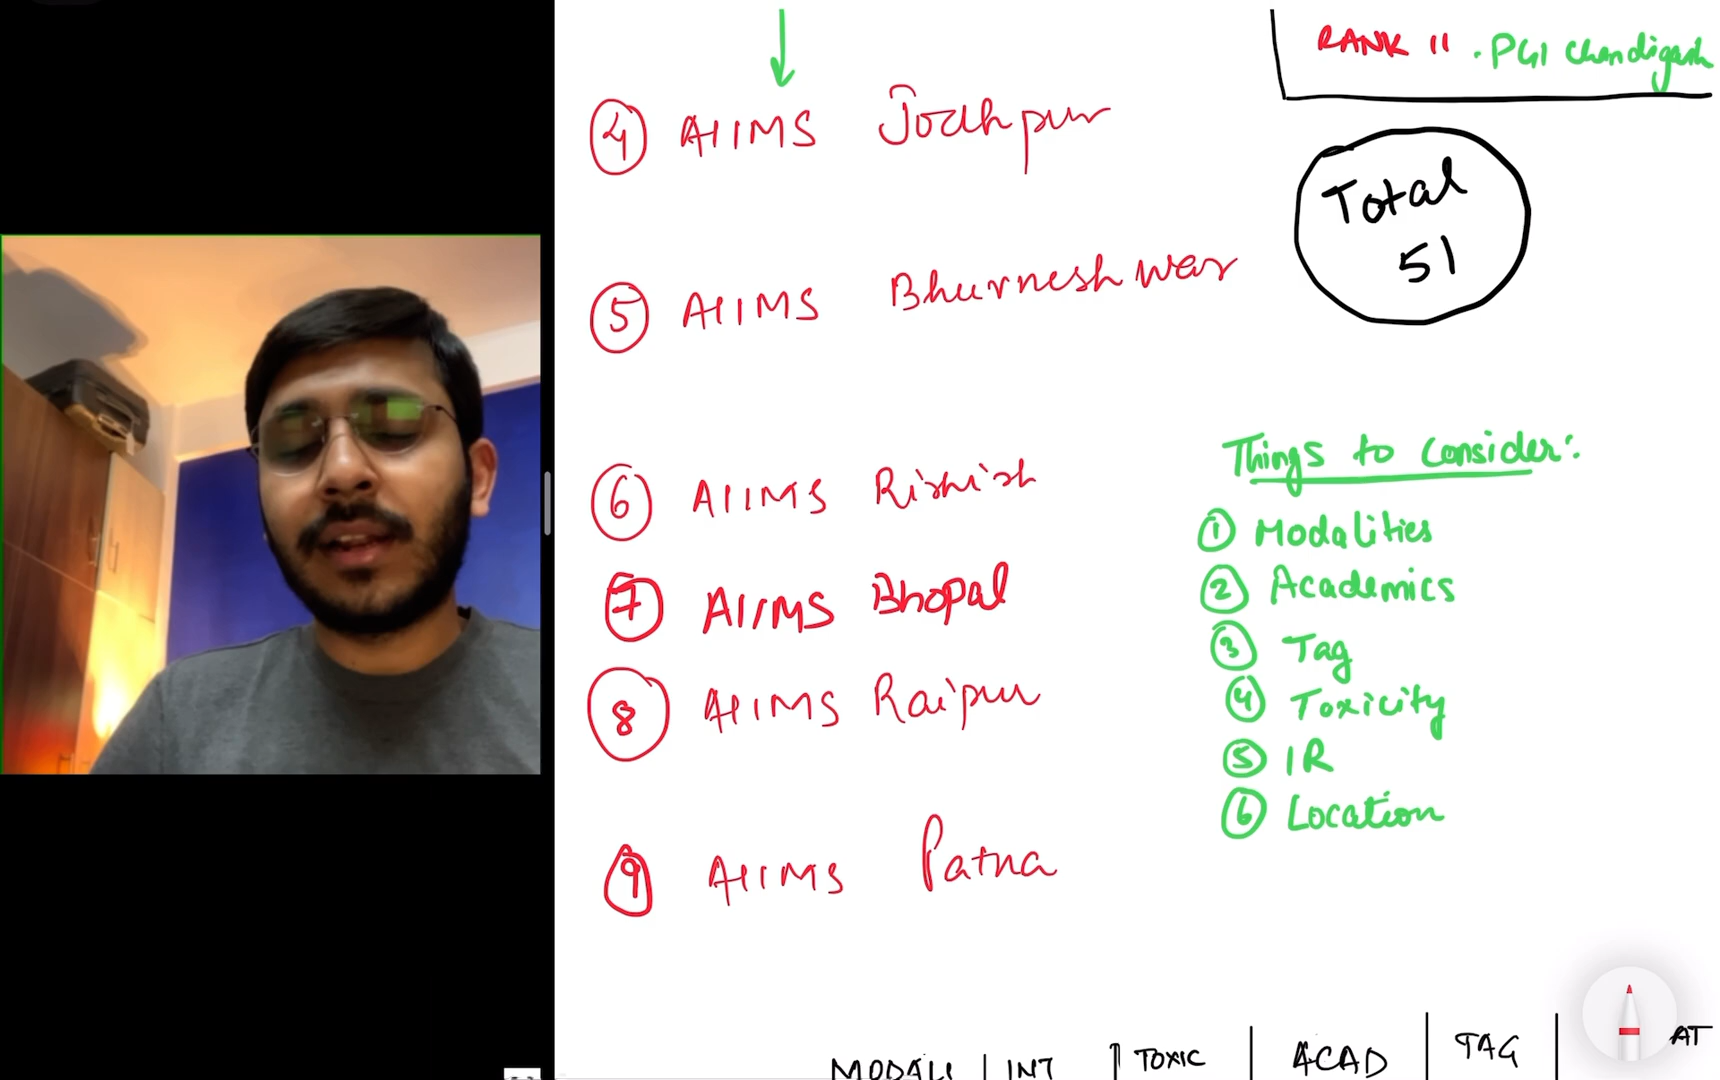 RANK 11 . PGI Chandigarh
4 AIIMS Jodhpur
Total
51
5 AIIMS Bhurneshwar
Things to consider:
6 AIIMS Rishish
1 Modalities
7 AIIMS Bhopal
2 Academics
3 Tag
8 AIIMS Raipur
4 Toxicity
5 IR
6 Location
9 AIIMS Patna
MODALI | INT | TOXIC | ACAD | TAG | AT